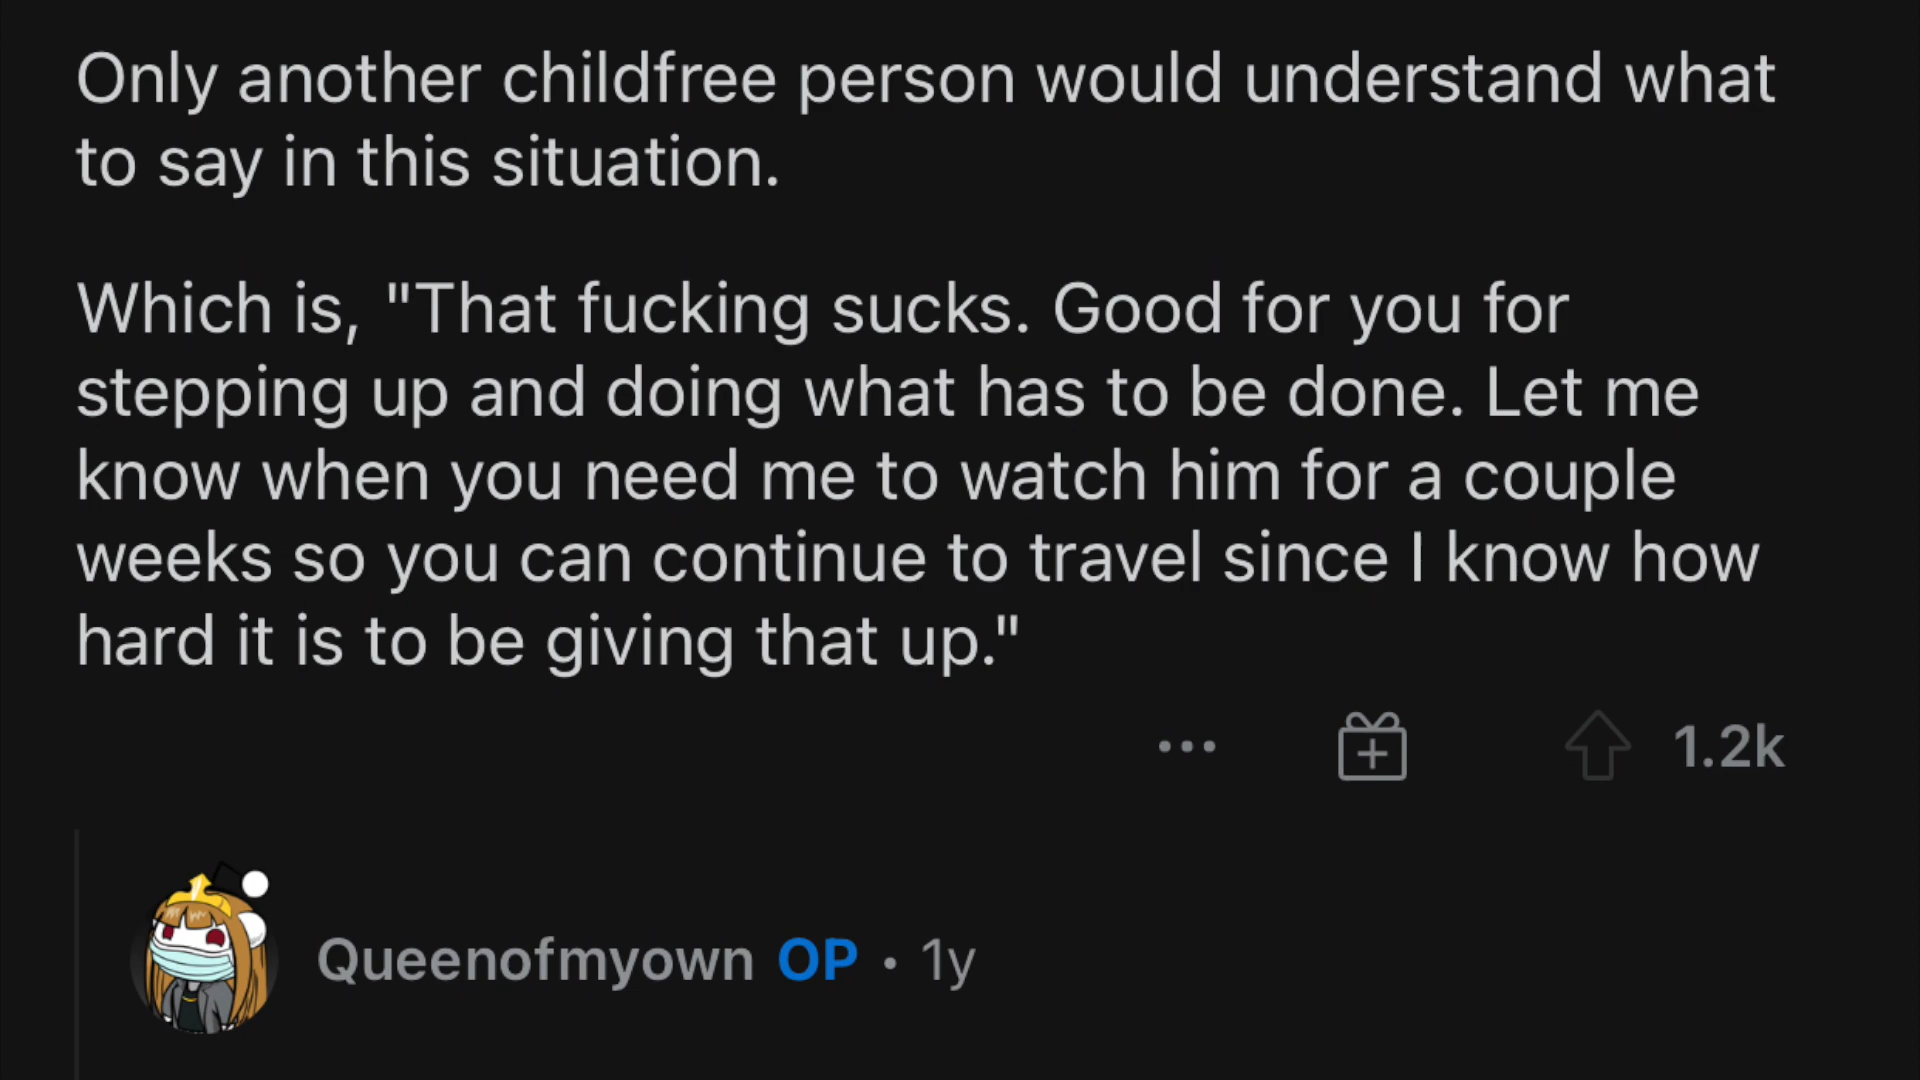 Only another childfree person would understand what
to say in this situation.
Which is, "That fucking sucks. Good for you for
stepping up and doing what has to be done. Let me
know when you need me to watch him for a couple
weeks so you can continue to travel since I know how
hard it is to be giving that up."
1.2k
Queenofmyown OP · 1y